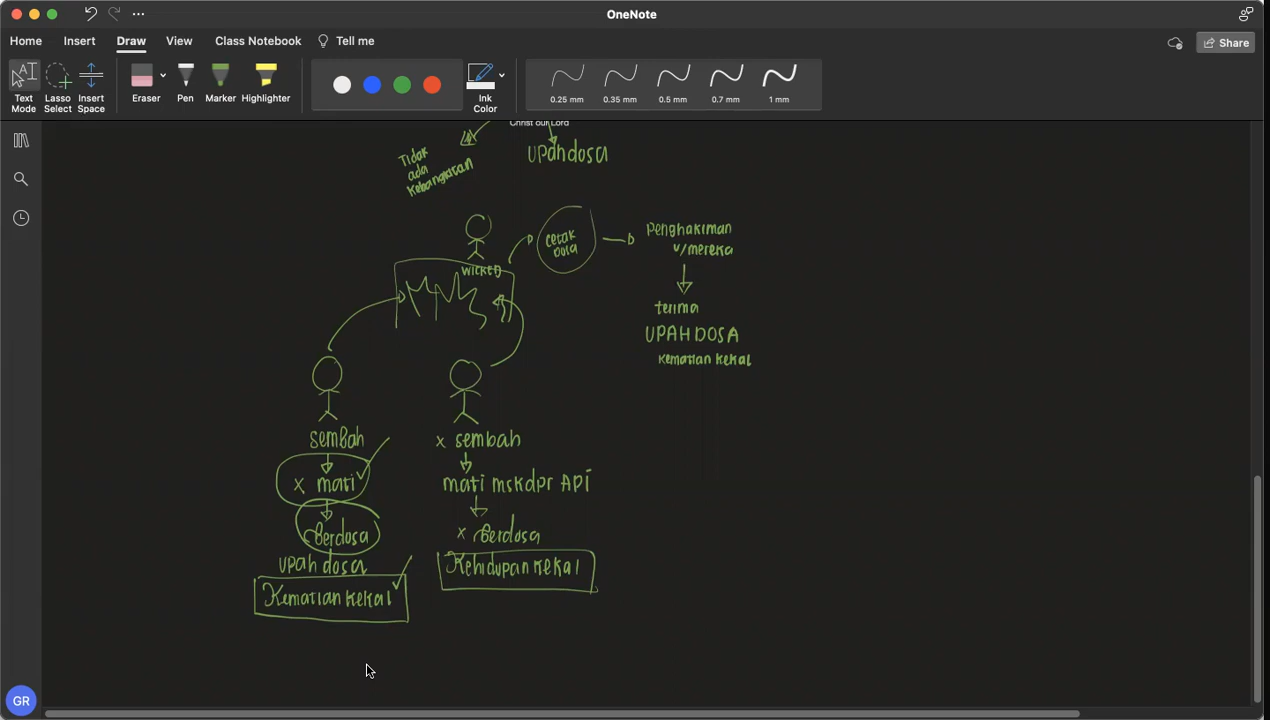 OneNote
Home Insert Draw View Class Notebook Tell me
Share
Text Mode
Lasso Select
Insert Space
Eraser
Pen
Marker
Highlighter
Ink Color
0.25 mm
0.35 mm
0.5 mm
0.7 mm
1 mm
Christ our Lord
UPahdosa
Tidak
ada
Kebangkitan
wicked
cetak
Dola
Penghakiman
u/mereka
terima
UPAH DOSA
Kematian kekal
sembah
x mati
Berdosa
upah dosa
Kematian kekal
x sembah
mati mskdpr API
x Berdosa
Kehidupan kekal
GR